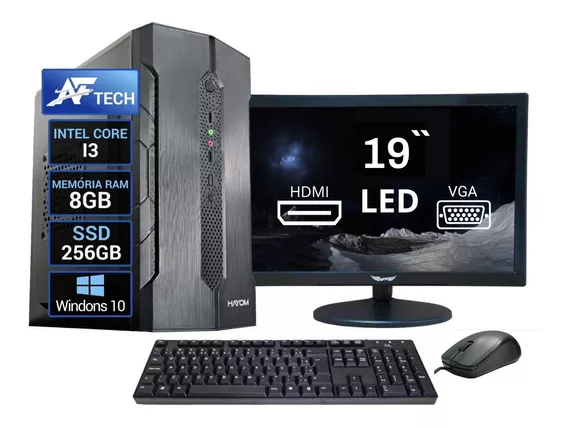 AF TECH
INTEL CORE
I3
MEMÓRIA RAM
8GB
SSD
256GB
Windons 10
HAYOM
19``
HDMI
LED
VGA